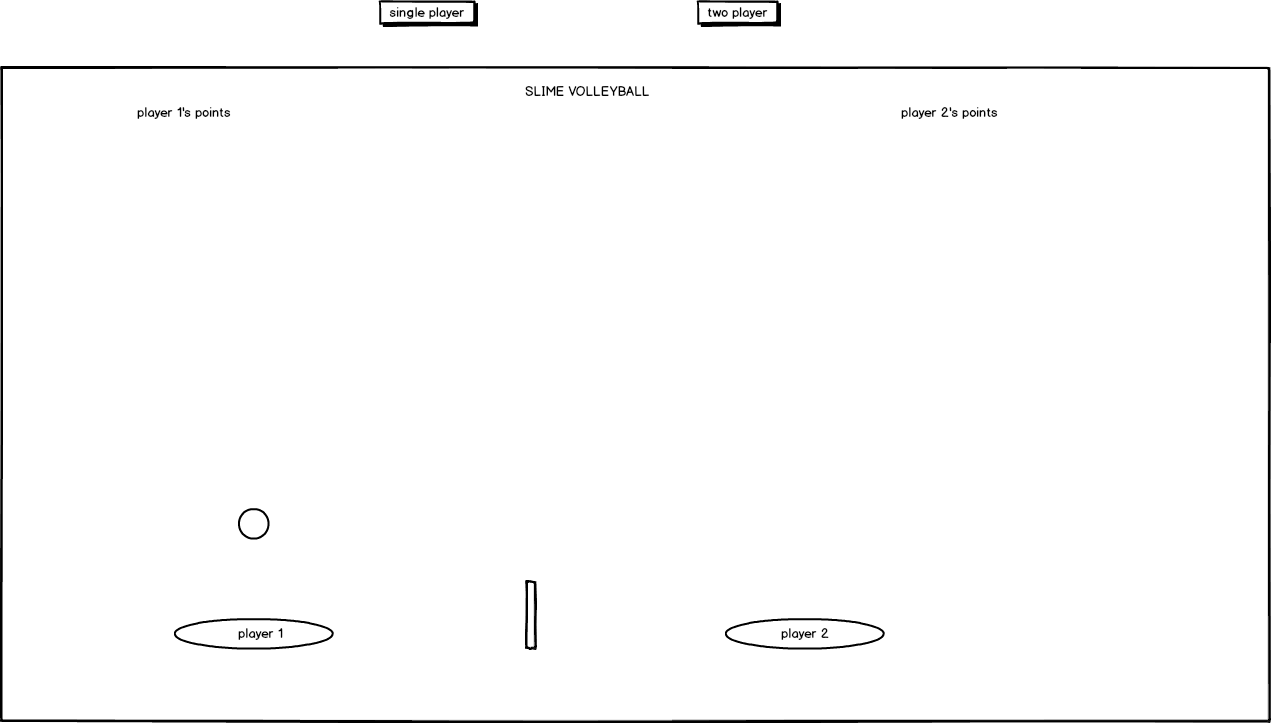 single player
two player
SLIME VOLLEYBALL
player 1's points
player 2's points
player 1
player 2